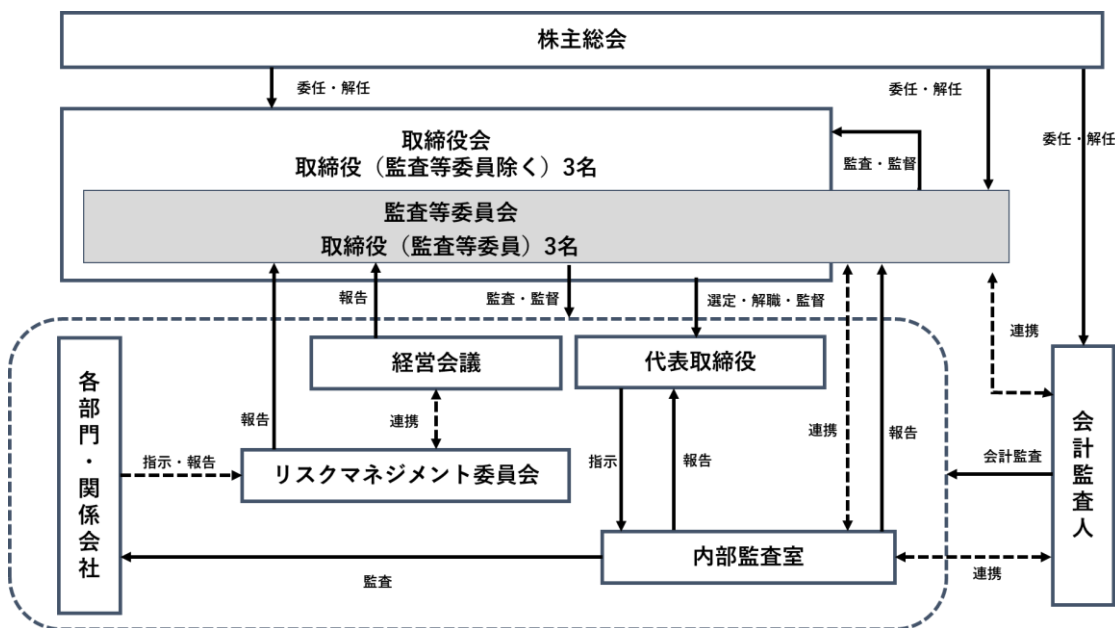 株主総会
委任・解任
委任・解任
委任・解任
取締役会
取締役（監査等委員除く）3名
監査・監督
監査等委員会
取締役（監査等委員）3名
報告
監査・監督
選定・解職・監督
連携
経営会議
代表取締役
各部門・関係会社
報告
連携
連携
報告
会計監査人
指示・報告
リスクマネジメント委員会
指示
報告
会計監査
内部監査室
監査
連携